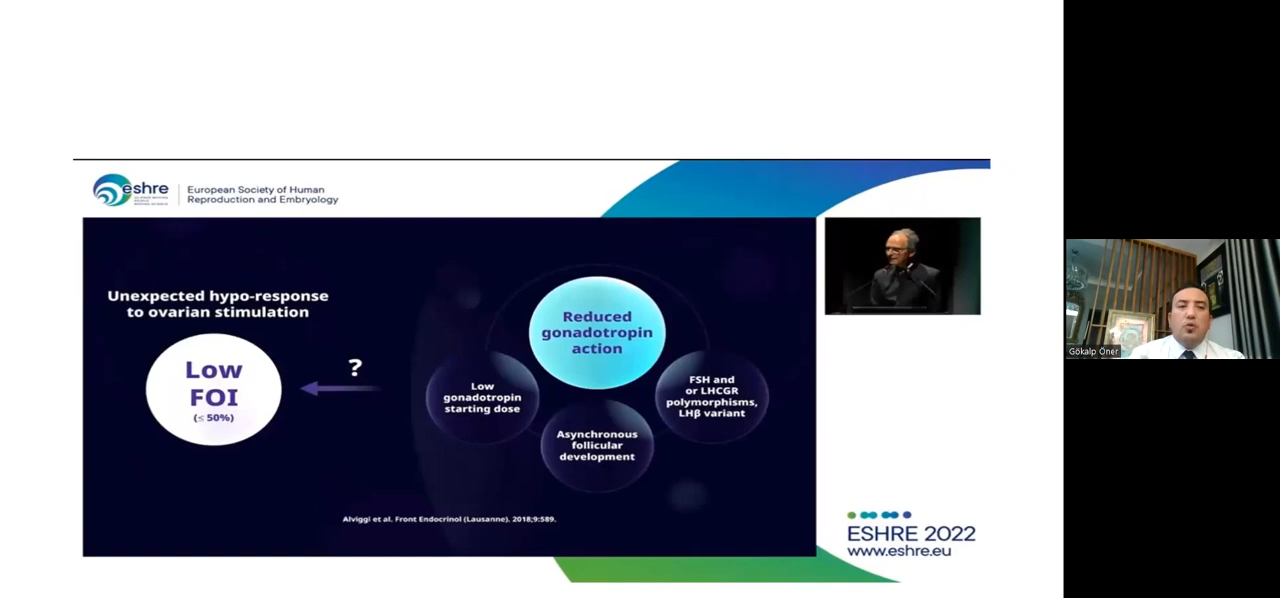 eshre
European Society of Human
Reproduction and Embryology
Unexpected hypo-response
to ovarian stimulation
Low
FOI
(≤ 50%)
?
Reduced
gonadotropin
action
Low
gonadotropin
starting dose
Asynchronous
follicular
development
FSH and
or LHCGR
polymorphisms,
LHβ variant
Alviggi et al. Front Endocrinol (Lausanne). 2018;9:589.
ESHRE 2022
www.eshre.eu
Gökalp Öner